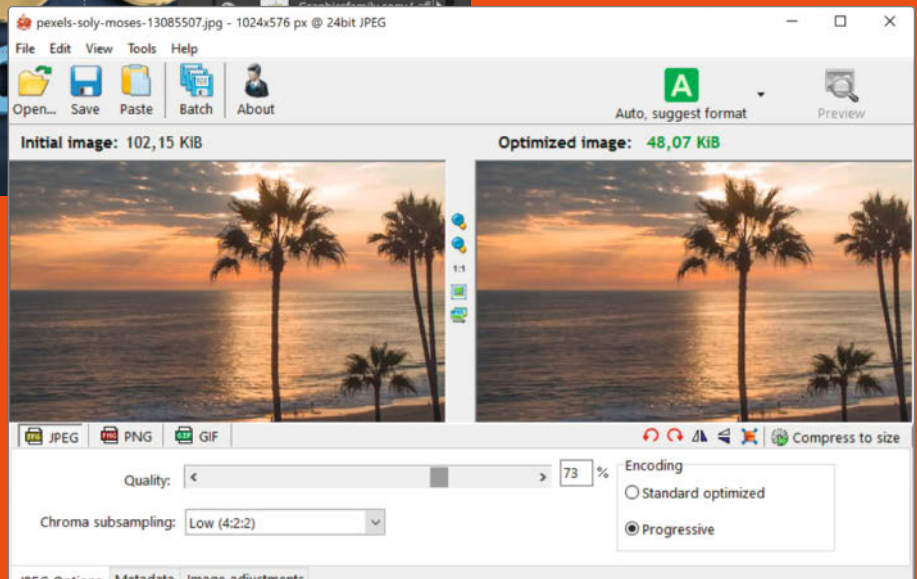 pexels-soly-moses-13085507.jpg - 1024x576 px @ 24bit JPEG
File Edit View Tools Help
Open... Save Paste Batch About
A
Auto, suggest format Preview
Initial image: 102,15 KiB Optimized image: 48,07 KiB
1:1
JPEG PNG GIF Compress to size
Quality: 73 % Encoding
Standard optimized
Chroma subsampling: Low (4:2:2)
Progressive
JPEG Options Metadata Image adjustments